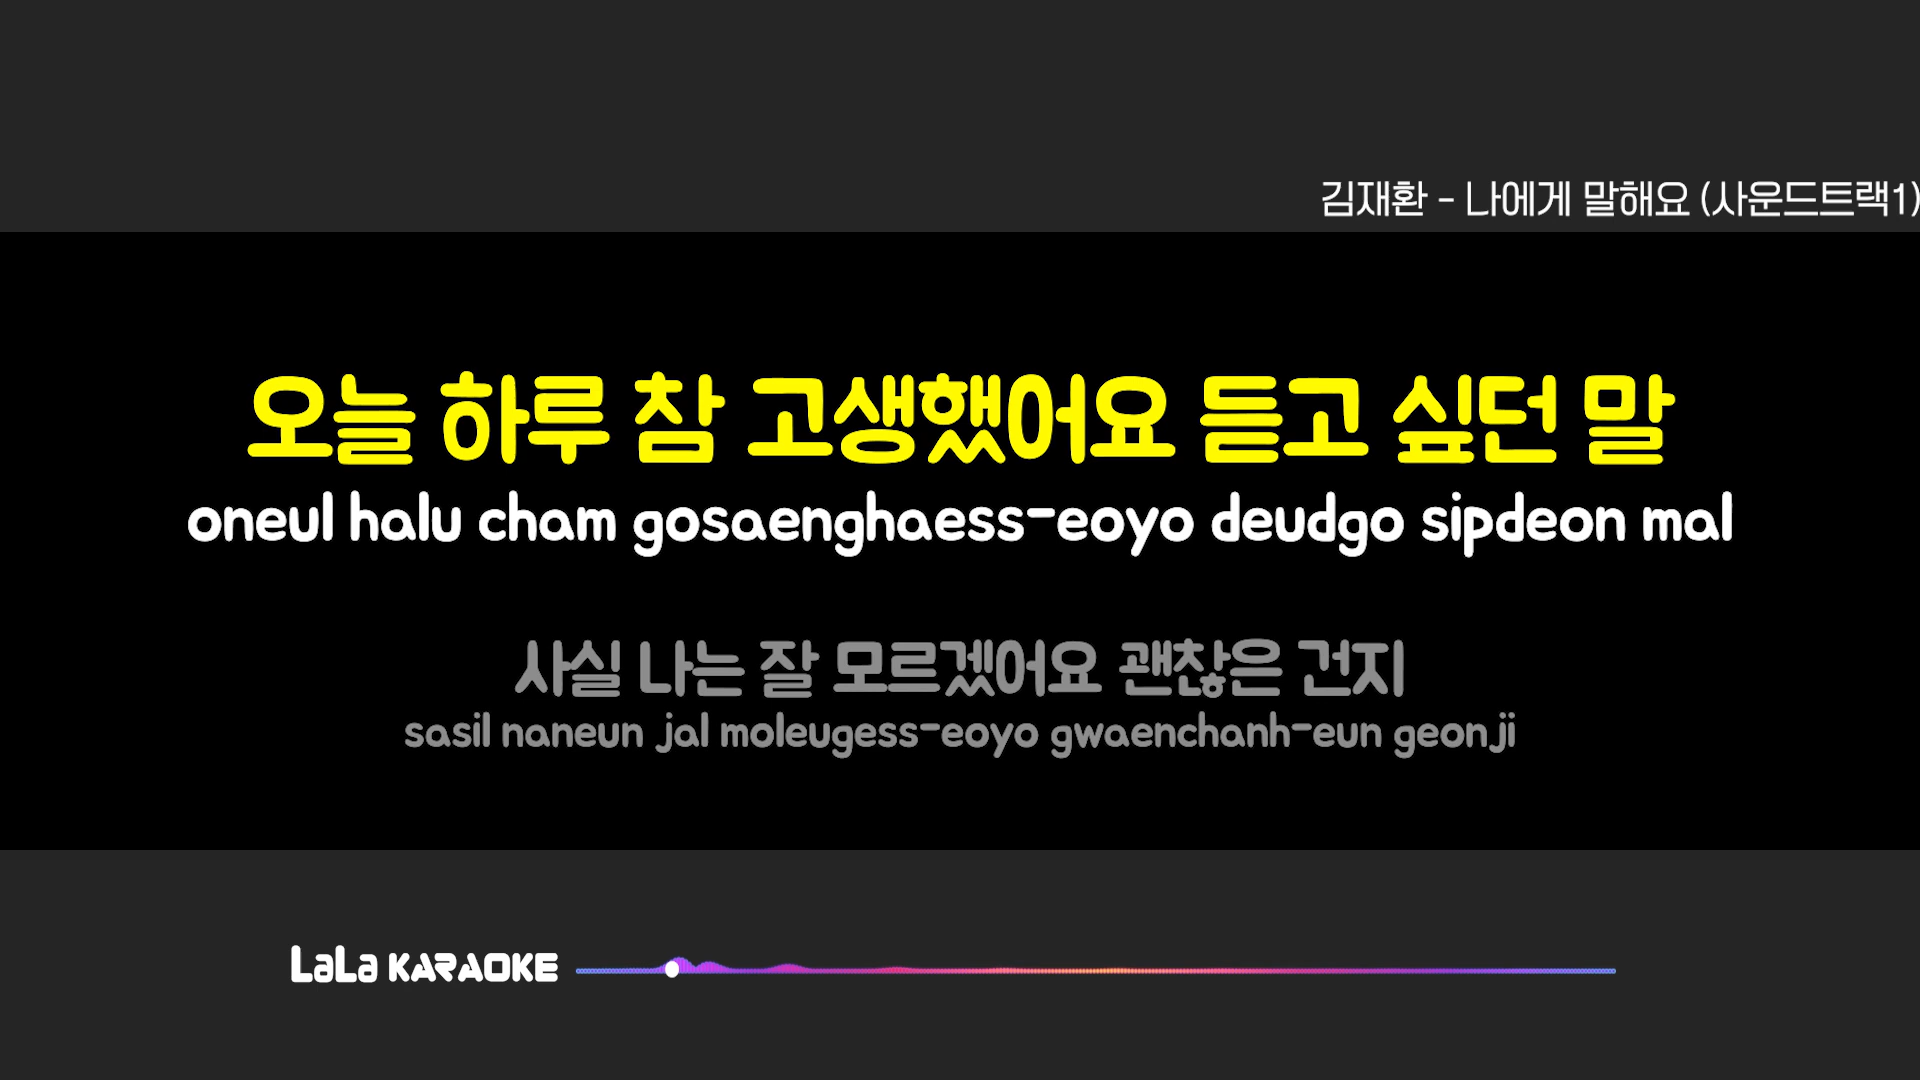 김재환 - 나에게 말해요 (사운드트랙1)
오늘 하루 참 고생했어요 듣고 싶던 말
oneul halu cham gosaenghaess-eoyo deudgo sipdeon mal
사실 나는 잘 모르겠어요 괜찮은 건지
sasil naneun jal moleugess-eoyo gwaenchanh-eun geonji
LaLa KARAOKE